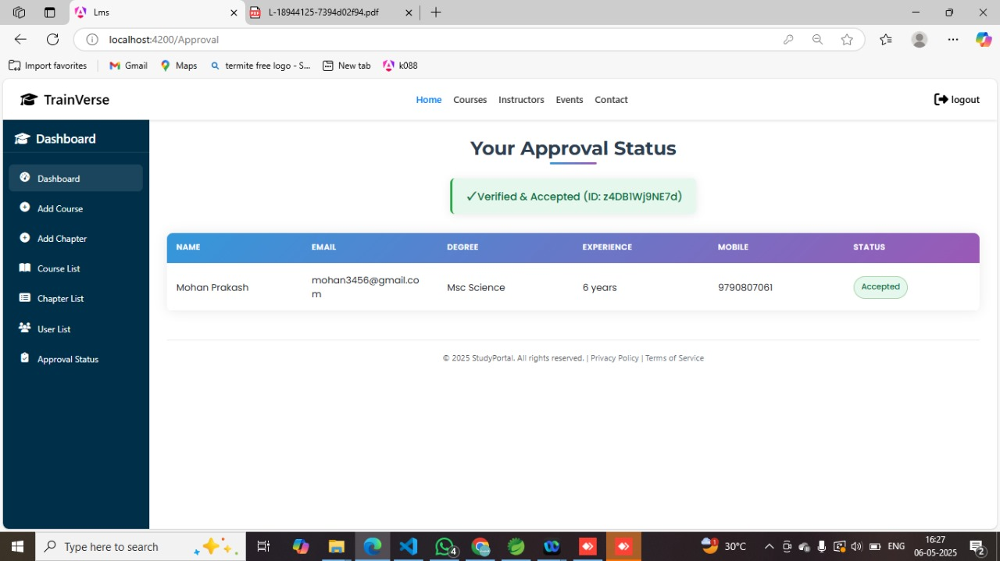 Lms
L-18944125-7394d02f94.pdf
localhost:4200/Approval
Import favorites
Gmail
Maps
termite free logo - S...
New tab
k088
TrainVerse
Home
Courses
Instructors
Events
Contact
logout
Dashboard
Dashboard
Add Course
Add Chapter
Course List
Chapter List
User List
Approval Status
Your Approval Status
✓Verified & Accepted (ID: z4DB1Wj9NE7d)
NAME EMAIL DEGREE EXPERIENCE MOBILE STATUS
Mohan Prakash mohan3456@gmail.co Msc Science 6 years 9790807061 Accepted
m
© 2025 StudyPortal. All rights reserved. | Privacy Policy | Terms of Service
Type here to search
4
1
30°C
ENG
16:27
06-05-2025
2